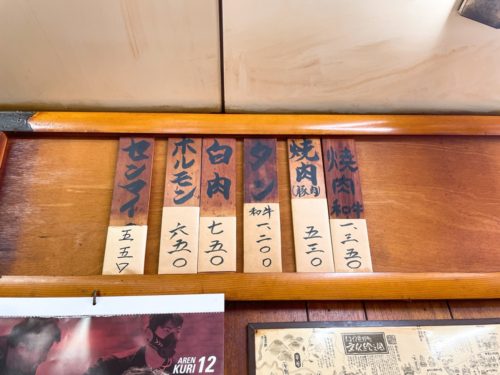 焼肉
和牛
一、三五〇
焼肉
(豚肉)
五三〇
タン
和牛
一、二〇〇
白肉
七五〇
ホルモン
六五〇
センマイ
五五〇
AREN
KURI 12